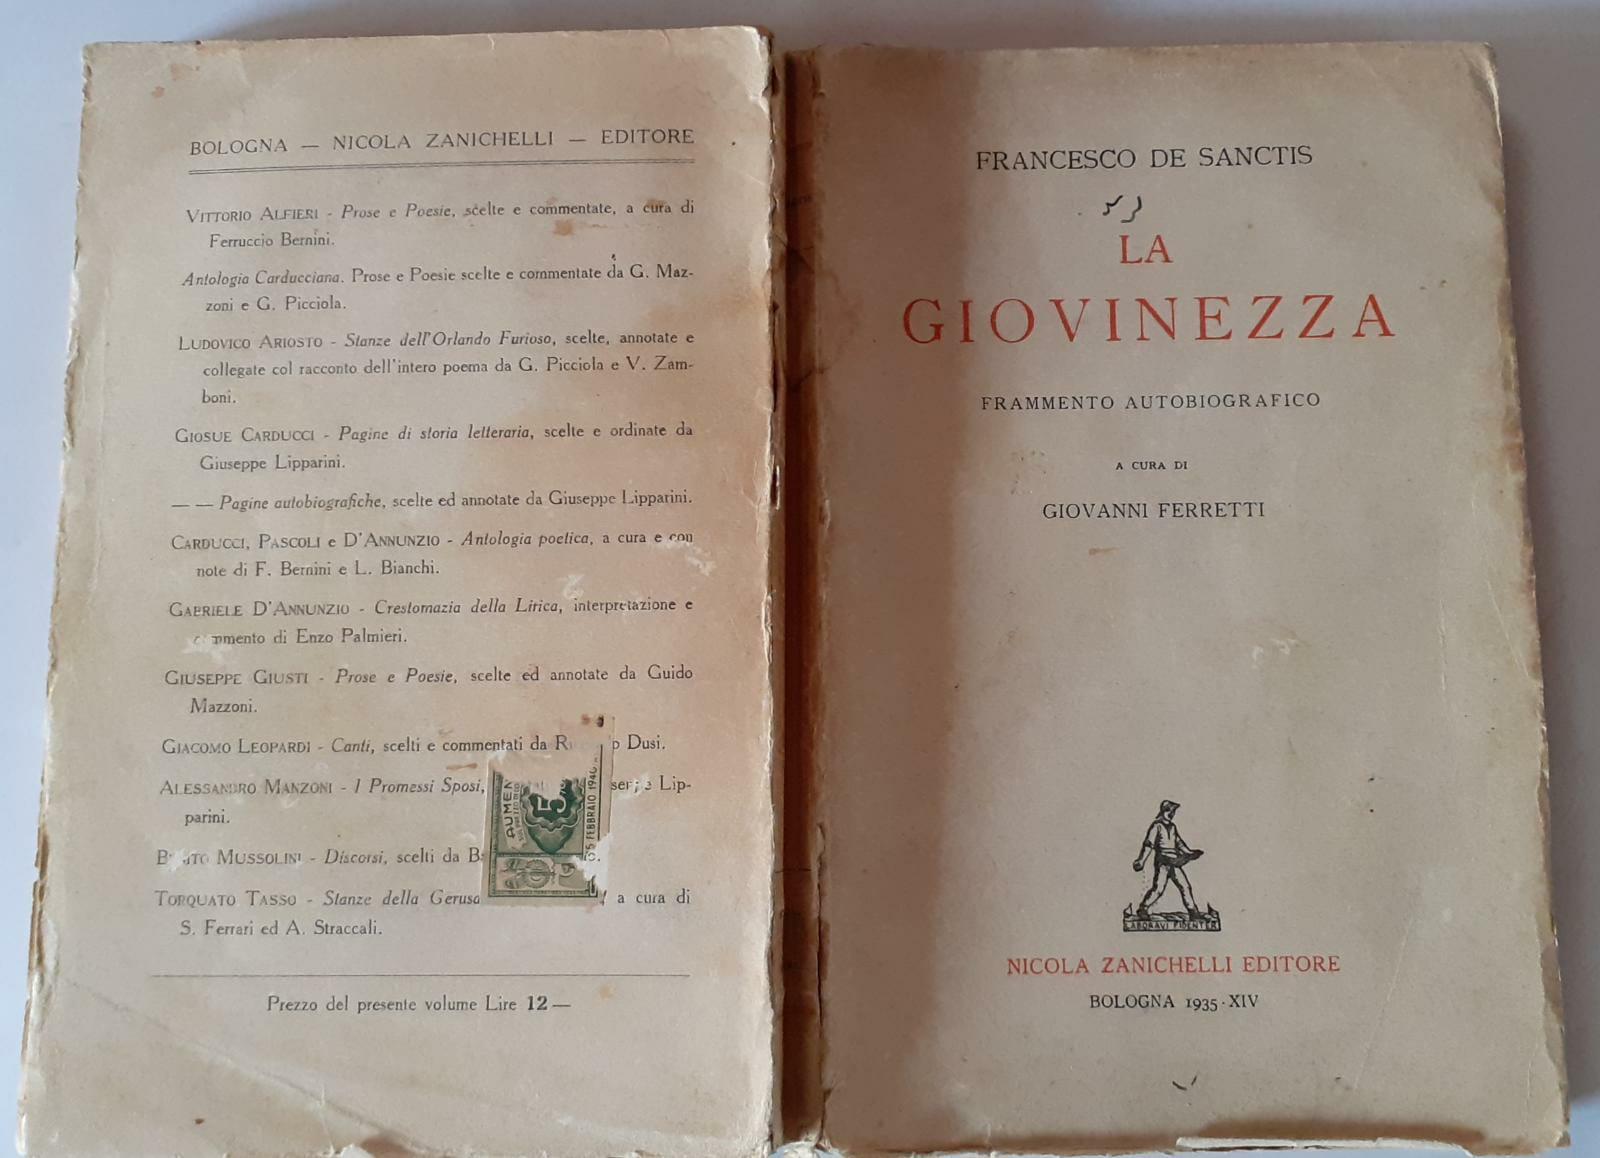 BOLOGNA — NICOLA ZANICHELLI — EDITORE
VITTORIO ALFIERI - Prose e Poesie, scelte e commentate, a cura di
Ferruccio Bernini.
Antologia Carducciana. Prose e Poesie scelte e commentate da G. Maz-
zoni e G. Picciola.
LUDOVICO ARIOSTO - Stanze dell'Orlando Furioso, scelte, annotate e
collegate col racconto dell'intero poema da G. Picciola e V. Zam-
boni.
GIOSUE CARDUCCI - Pagine di storia letteraria, scelte e ordinate da
Giuseppe Lipparini.
— — Pagine autobiografiche, scelte ed annotate da Giuseppe Lipparini.
CARDUCCI, PASCOLI e D'ANNUNZIO - Antologia poetica, a cura e con
note di F. Bernini e L. Bianchi.
GABRIELE D'ANNUNZIO - Crestomazia della Lirica, interpretazione e
di Enzo Palmieri.
GIUSEPPE GIUSTI - Prose e Poesie, scelte ed annotate da Guido
Mazzoni.
GIACOMO LEOPARDI - Canti, scelti e commentati da Dusi.
ALESSANDRO MANZONI - I Promessi Sposi, Lip-
parini.
MUSSOLINI - Discorsi, scelti da
TORQUATO TASSO - Stanze della a cura di
S. Ferrari ed A. Straccali.
5 FEBBRAIO 1940
Prezzo del presente volume Lire 12 —
FRANCESCO DE SANCTIS
LA
GIOVINEZZA
FRAMMENTO AUTOBIOGRAFICO
A CURA DI
GIOVANNI FERRETTI
LABORAVI FIDENTER
NICOLA ZANICHELLI EDITORE
BOLOGNA 1935 · XIV